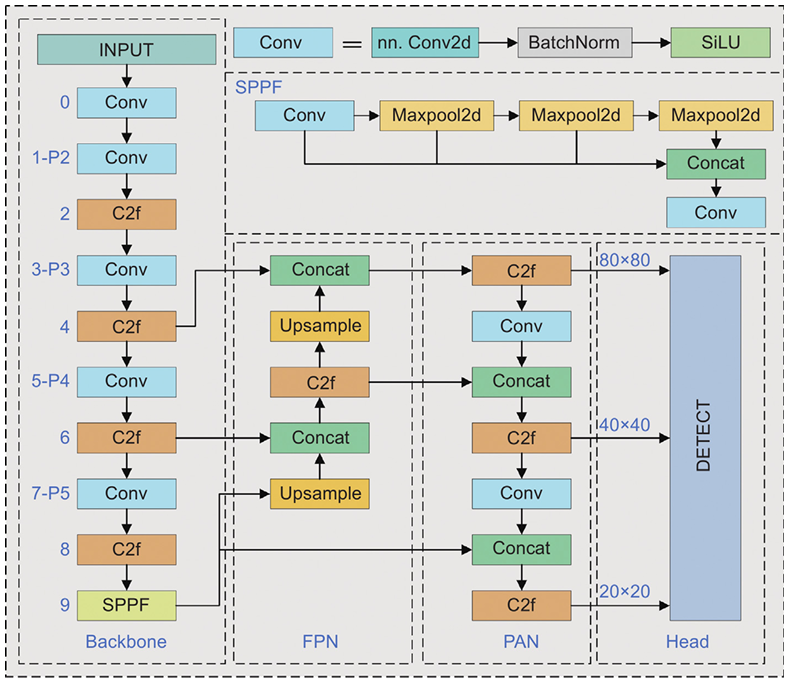 INPUT
0
Conv
1-P2
Conv
2
C2f
3-P3
Conv
4
C2f
5-P4
Conv
6
C2f
7-P5
Conv
8
C2f
9
SPPF
Backbone
Conv = nn. Conv2d BatchNorm SiLU
SPPF
Conv Maxpool2d Maxpool2d Maxpool2d
Concat
Conv
Concat
Upsample
C2f
Concat
Upsample
FPN
C2f
Conv
Concat
C2f
Conv
Concat
C2f
PAN
80×80
40×40
20×20
DETECT
Head